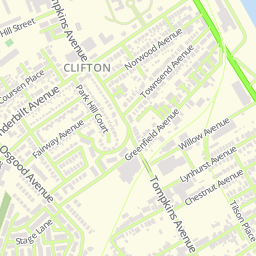 Hill Street
Tompkins Avenue
Norwood Avenue
CLIFTON
Coursen Place
Townsend Avenue
Vanderbilt Avenue
Park Hill Court
Fairway Avenue
Greenfield Avenue
Willow Avenue
Osgood Avenue
Lynhurst Avenue
Chestnut Avenue
Tompkins Avenue
Tilson Place
Stage Lane